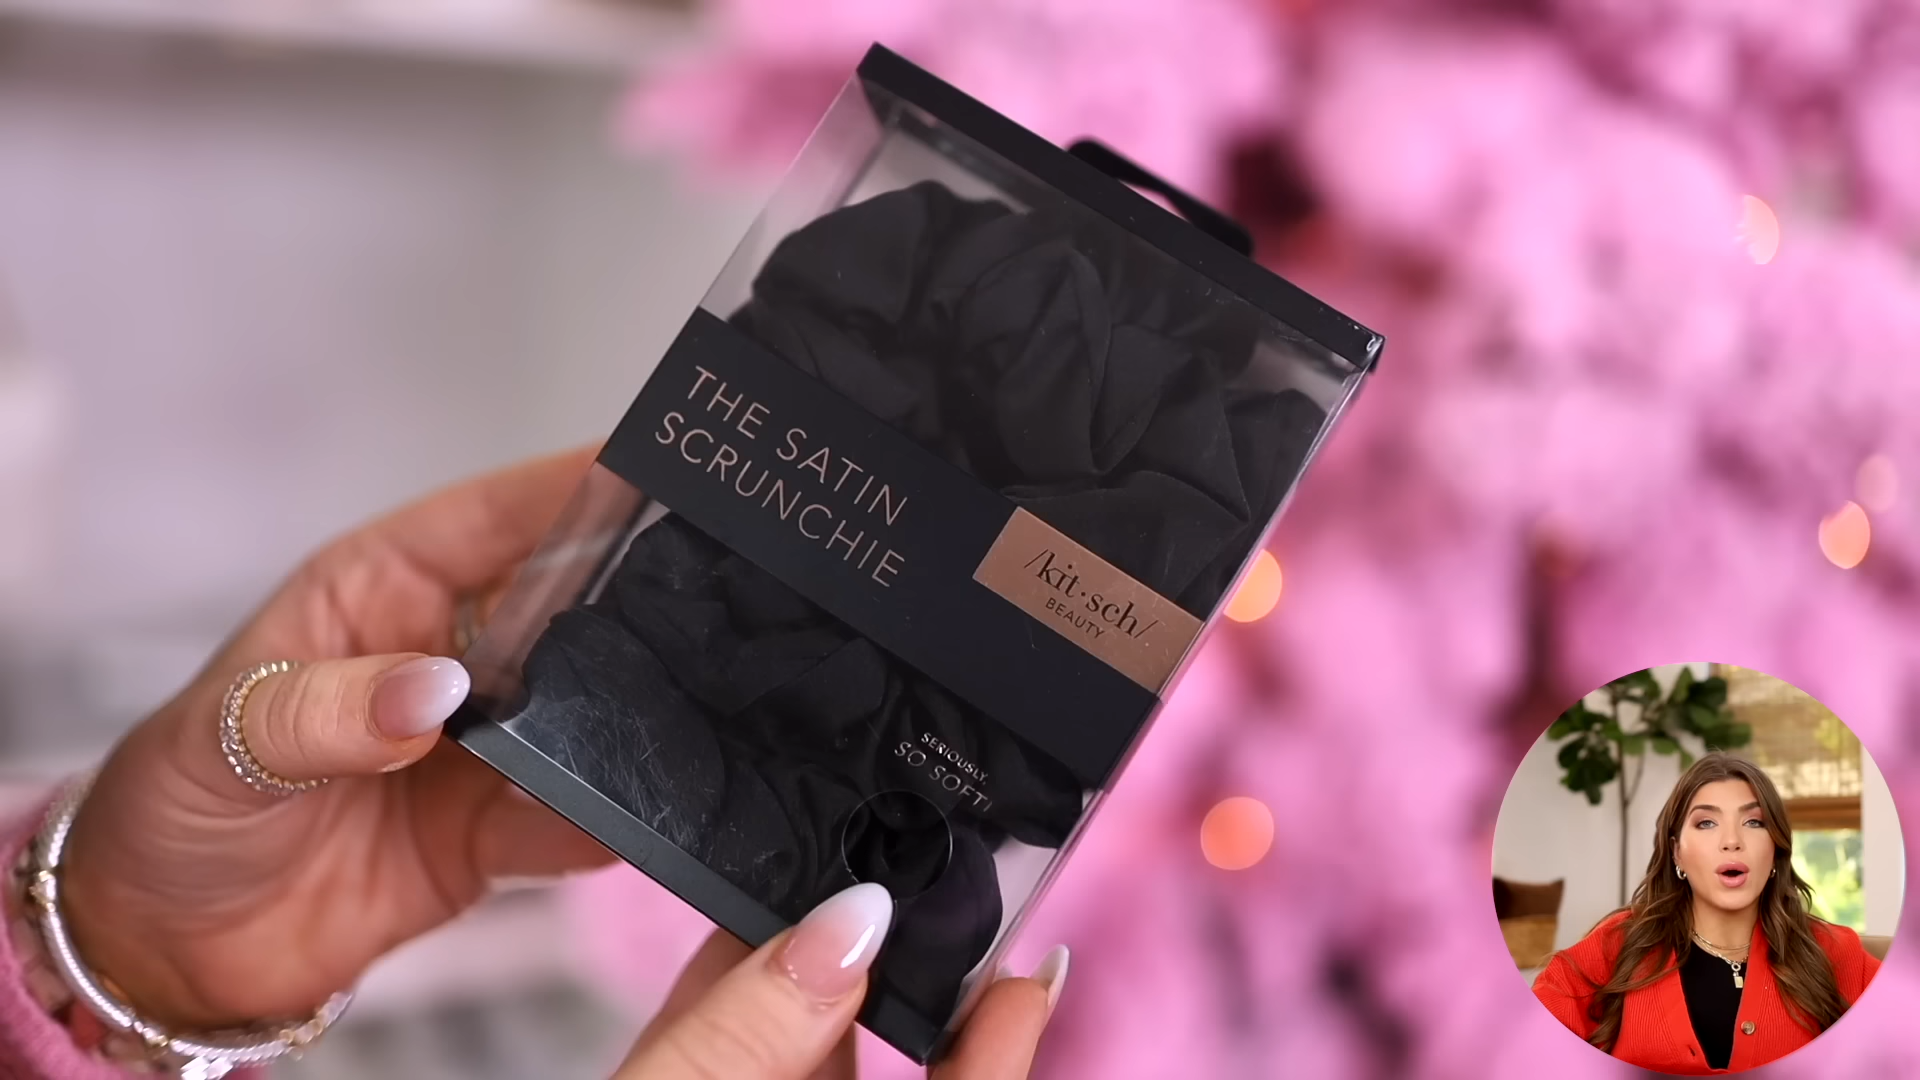 THE SATIN
SCRUNCHIE
/kit·sch/
BEAUTY
SERIOUSLY,
SO SOFT!